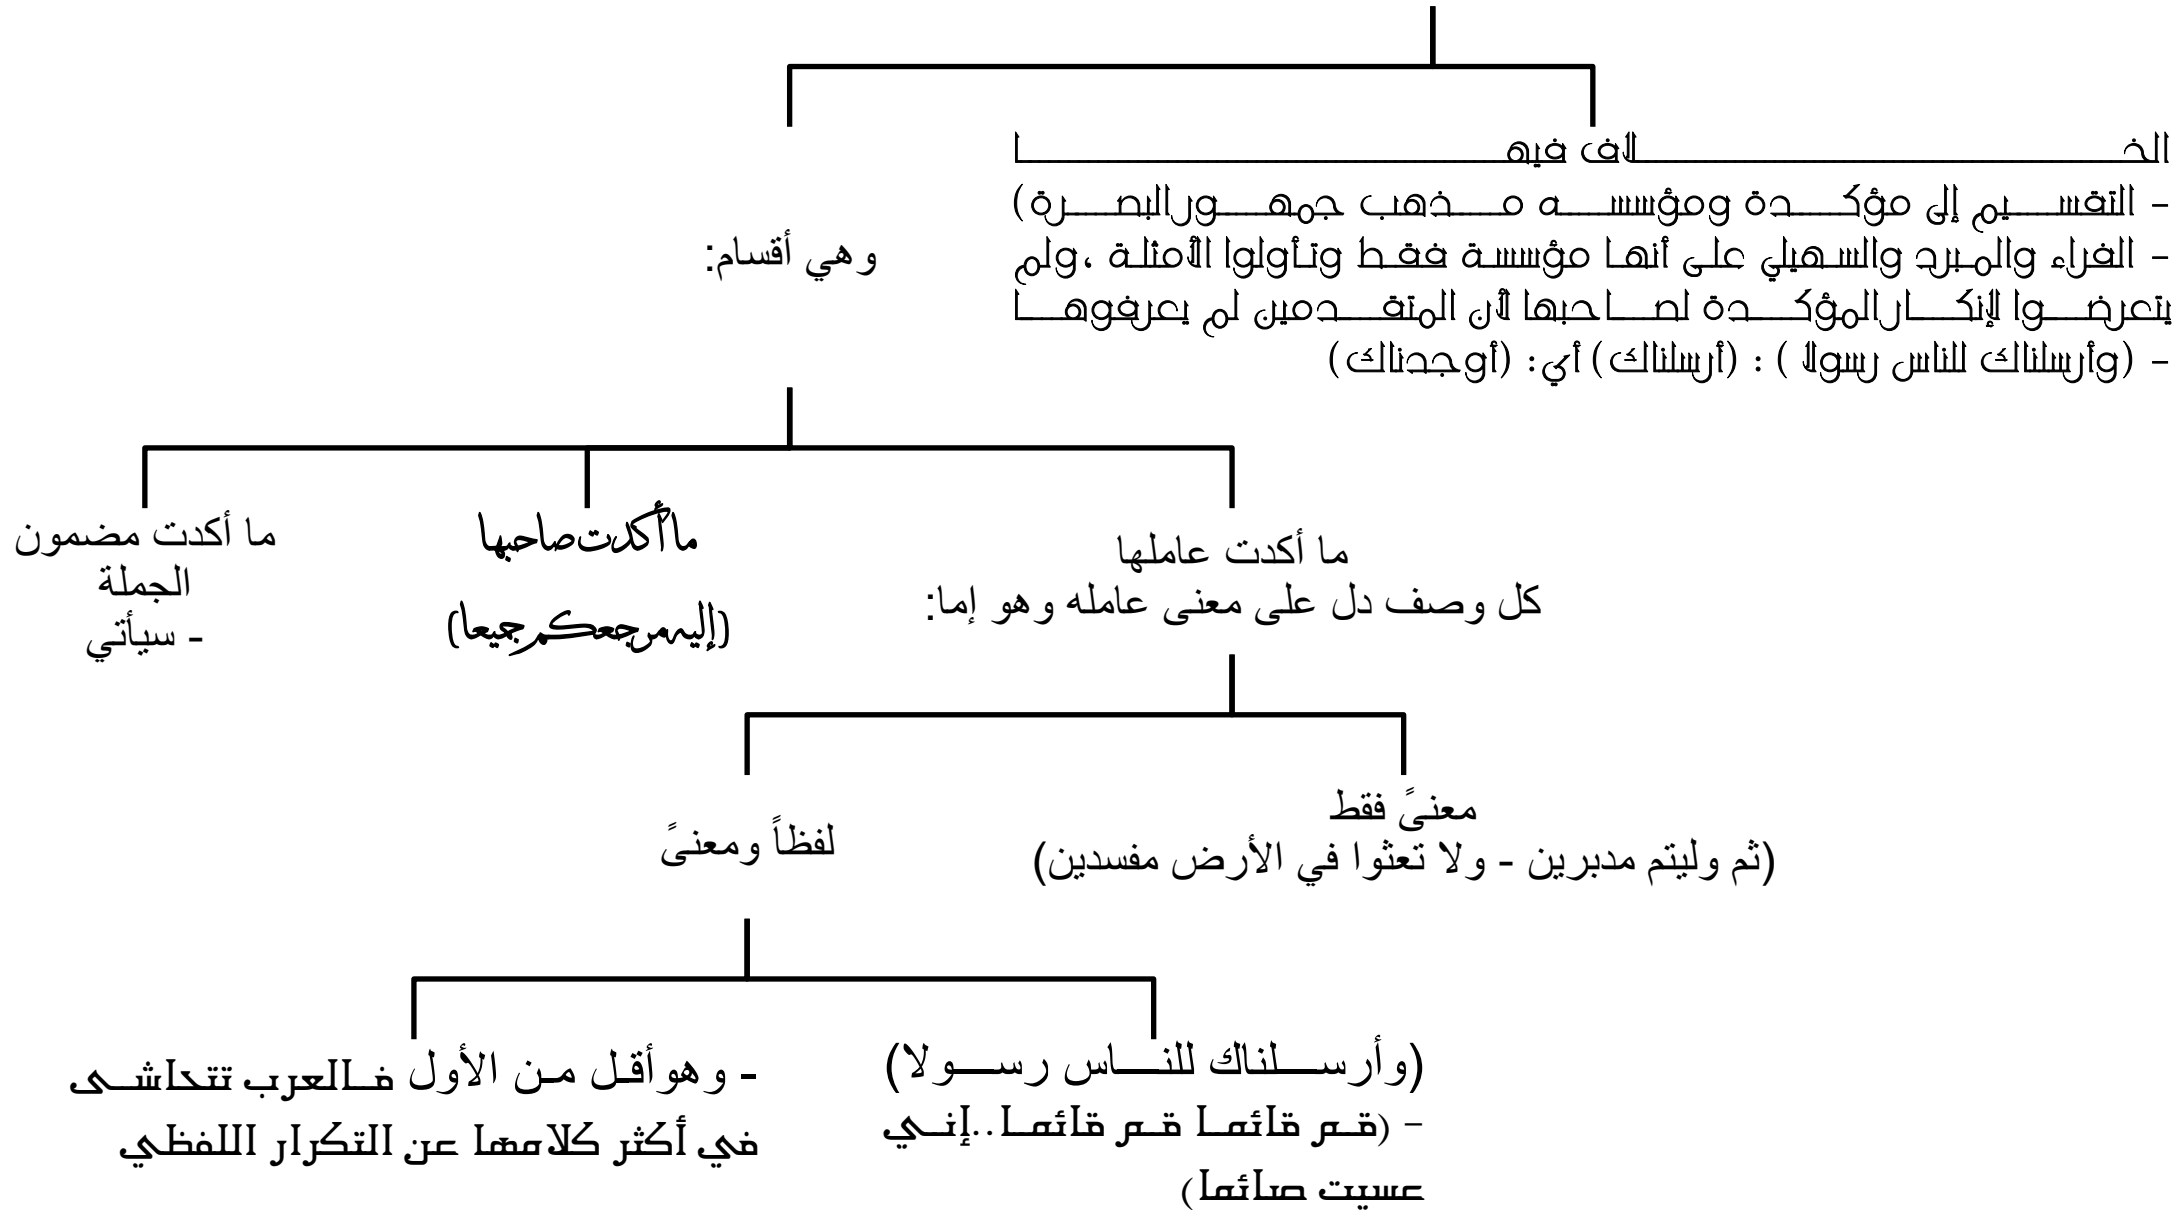 الخلاف فيها
- التقسيم إلى مؤكدة ومؤسسه مذهب جمهور البصرة)
- الفراء والمبرد والسهيلي على أنها مؤسسة فقط وتأولوا الأمثلة ،ولم
يتعرضوا لإنكار المؤكدة لصاحبها لأن المتقدمين لم يعرفوها
- (وأرسلناك للناس رسولا ) : (أرسلناك) أي: (أوجدناك)
وهي أقسام:
ما أكدت عاملها
كل وصف دل على معنى عامله وهو إما:
ما أكدت صاحبها
(إليه مرجعكم جميعا)
ما أكدت مضمون
الجملة
- سيأتي
معنىً فقط
(ثم وليتم مدبرين - ولا تعثوا في الأرض مفسدين)
لفظاً ومعنىً
(وأرسلناك للناس رسولا)
- (قم قائما قم قائما..إني
عسيت صائما)
- وهو أقل من الأول فالعرب تتحاشى
في أكثر كلامها عن التكرار اللفظي